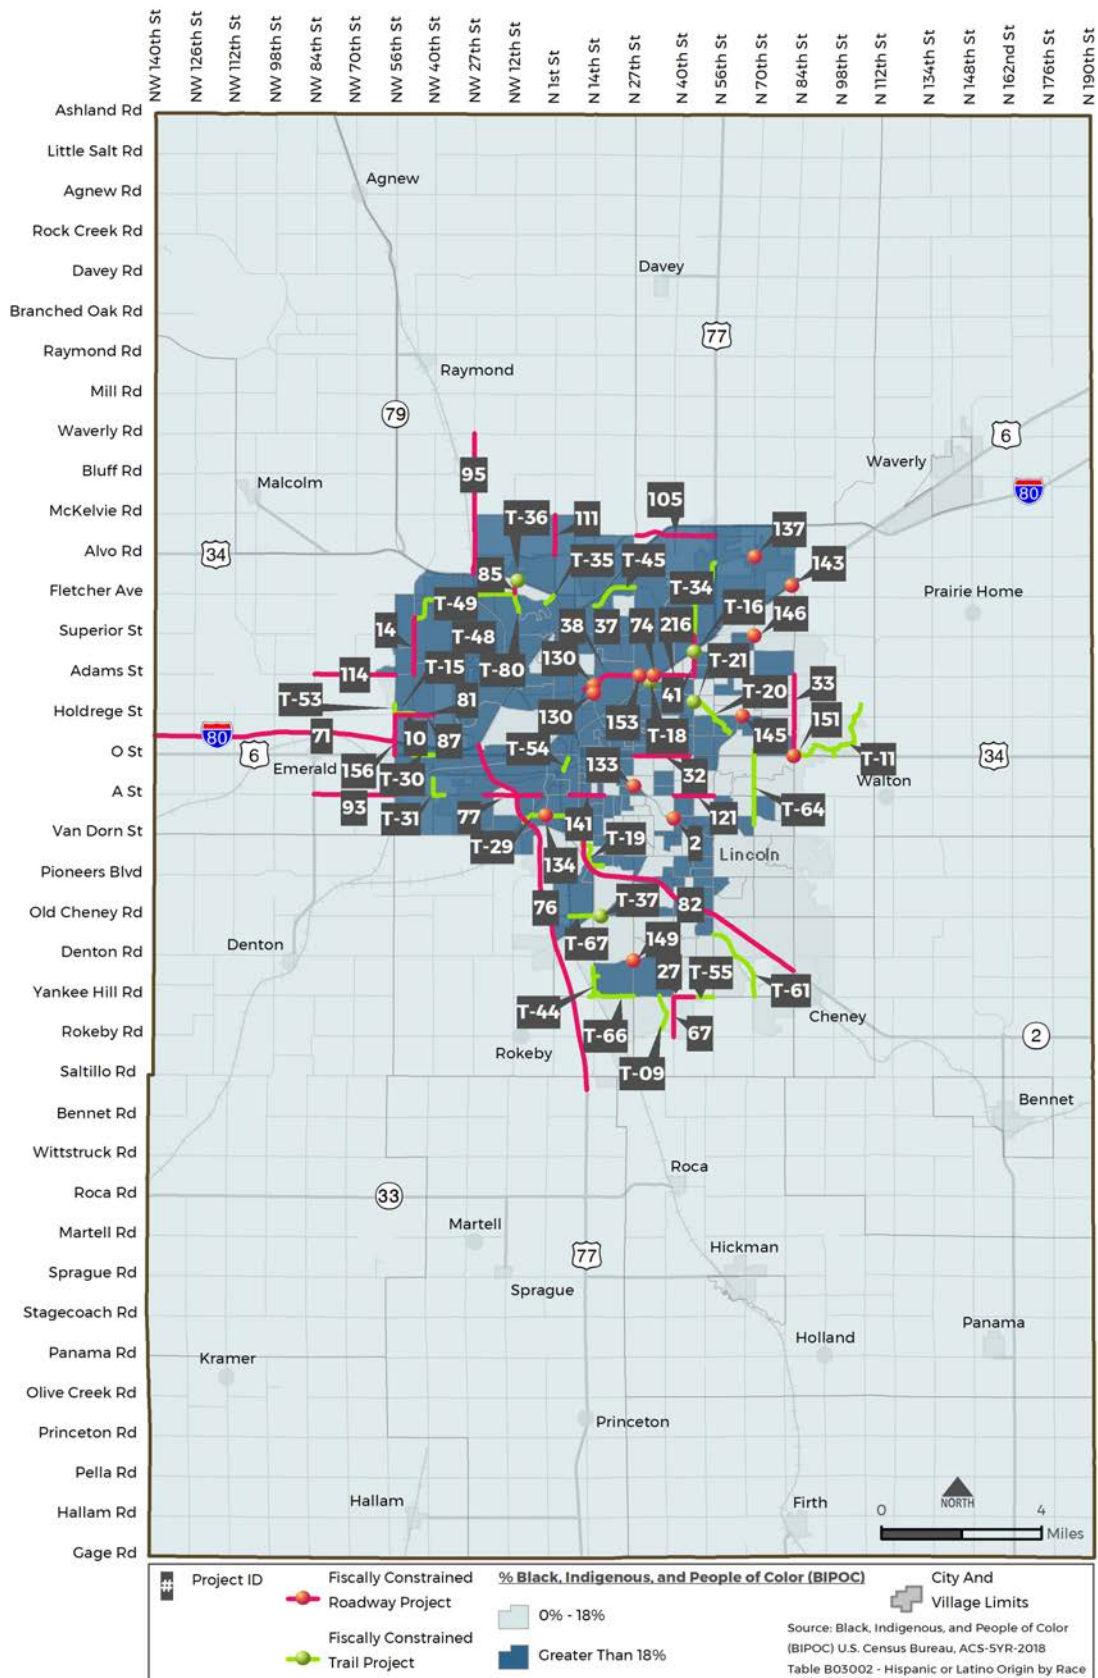 NW 140th St
NW 126th St
NW 112th St
NW 98th St
NW 84th St
NW 70th St
NW 56th St
NW 40th St
NW 27th St
NW 12th St
N 1st St
N 14th St
N 27th St
N 40th St
N 56th St
N 70th St
N 84th St
N 98th St
N 112th St
N 134th St
N 148th St
N 162nd St
N 176th St
N 190th St
Ashland Rd
Little Salt Rd
Agnew Rd
Rock Creek Rd
Davey Rd
Branched Oak Rd
Raymond Rd
Mill Rd
Waverly Rd
Bluff Rd
McKelvie Rd
Alvo Rd
Fletcher Ave
Superior St
Adams St
Holdrege St
O St
A St
Van Dorn St
Pioneers Blvd
Old Cheney Rd
Denton Rd
Yankee Hill Rd
Rokeby Rd
Saltillo Rd
Bennet Rd
Wittstruck Rd
Roca Rd
Martell Rd
Sprague Rd
Stagecoach Rd
Panama Rd
Olive Creek Rd
Princeton Rd
Pella Rd
Hallam Rd
Gage Rd
Agnew
Davey
77
Raymond
79
6
Waverly
95
80
Malcolm
105
T-36
111
137
34
T-35
T-45
85
143
T-34
Prairie Home
T-49
T-16
146
14
38
37
74
216
T-48
T-15
T-80
130
T-21
114
41
T-20
33
T-53
81
130
153
T-18
145
151
80
71
10
87
T-54
6
34
Emerald
156
T-30
133
32
T-11
Walton
93
T-31
77
121
T-64
T-29
141
T-19
2
134
Lincoln
76
T-37
82
Denton
T-67
149
27
T-55
T-61
T-44
Cheney
T-66
67
2
Rokeby
T-09
Bennet
Roca
33
Martell
77
Hickman
Sprague
Holland
Panama
Kramer
Princeton
Hallam
Firth
NORTH
0 4
Miles
# Project ID
Fiscally Constrained
Roadway Project
Fiscally Constrained
Trail Project
% Black, Indigenous, and People of Color (BIPOC)
0% - 18%
Greater Than 18%
City And
Village Limits
Source: Black, Indigenous, and People of Color
(BIPOC) U.S. Census Bureau, ACS-5YR-2018
Table B03002 - Hispanic or Latino Origin by Race